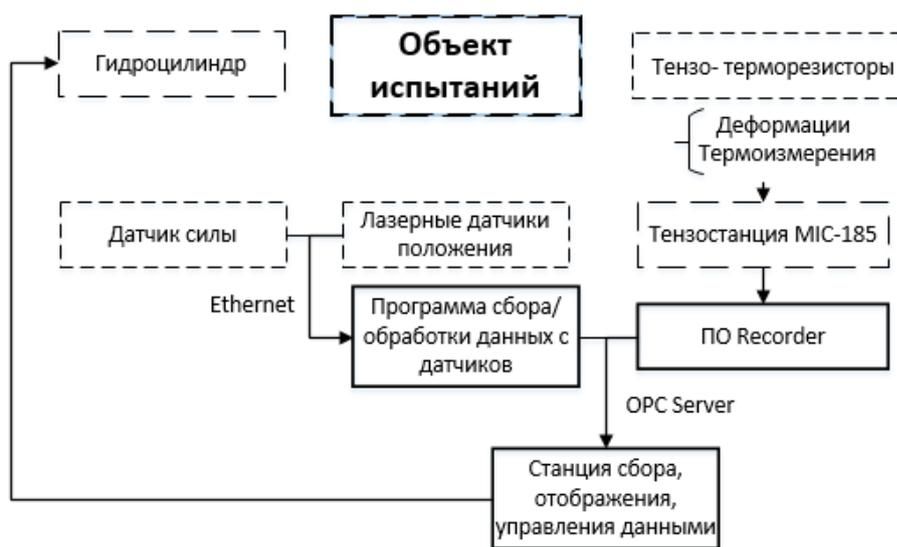 Гидроцилиндр
Объект
испытаний
Тензо- терморезисторы
Деформации
Термоизмерения
Датчик силы
Лазерные датчики
положения
Тензостанция MIC-185
Ethernet
Программа сбора/
обработки данных с
датчиков
ПО Recorder
OPC Server
Станция сбора,
отображения,
управления данными